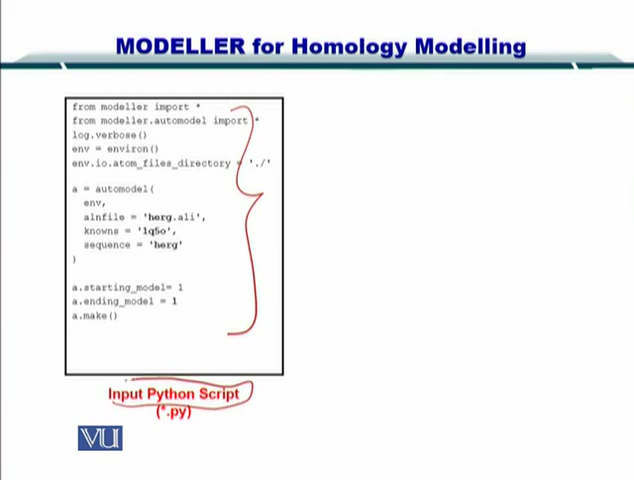 MODELLER for Homology Modelling
from modeller import *
from modeller.automodel import *
log.verbose()
env = environ()
env.io.atom_files_directory = './'
a = automodel(
env,
alnfile = 'herg.ali',
knowns = '1q5o',
sequence = 'herg'
)
a.starting_model= 1
a.ending_model = 1
a.make()
Input Python Script
(*.py)
VU